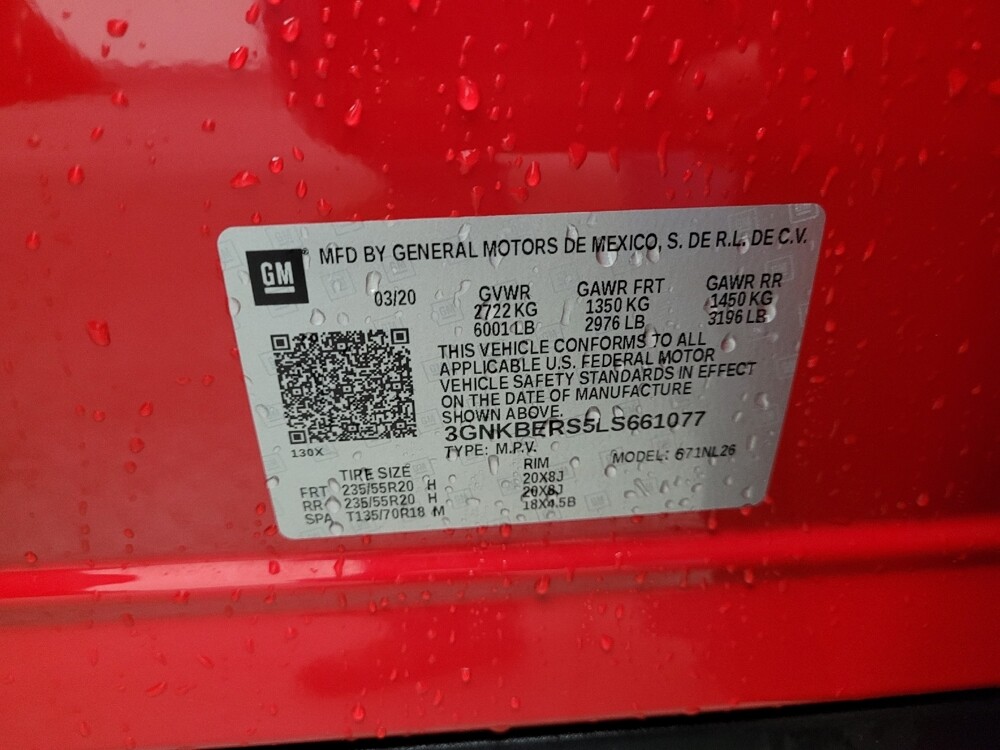 GM® MFD BY GENERAL MOTORS DE MEXICO, S. DE R.L. DE C.V.
03/20
GVWR GAWR FRT GAWR RR
2722 KG 1350 KG 1450 KG
6001 LB 2976 LB 3196 LB
THIS VEHICLE CONFORMS TO ALL
APPLICABLE U.S. FEDERAL MOTOR
VEHICLE SAFETY STANDARDS IN EFFECT
ON THE DATE OF MANUFACTURE
SHOWN ABOVE.
3GNKBERS5LS661077
130X
TYPE: M.P.V. MODEL: 671NL26
TIRE SIZE RIM
FRT 235/55R20 H 20X8J
RR 235/55R20 H 20X8J
SPA T135/70R18 M 18X4.5B